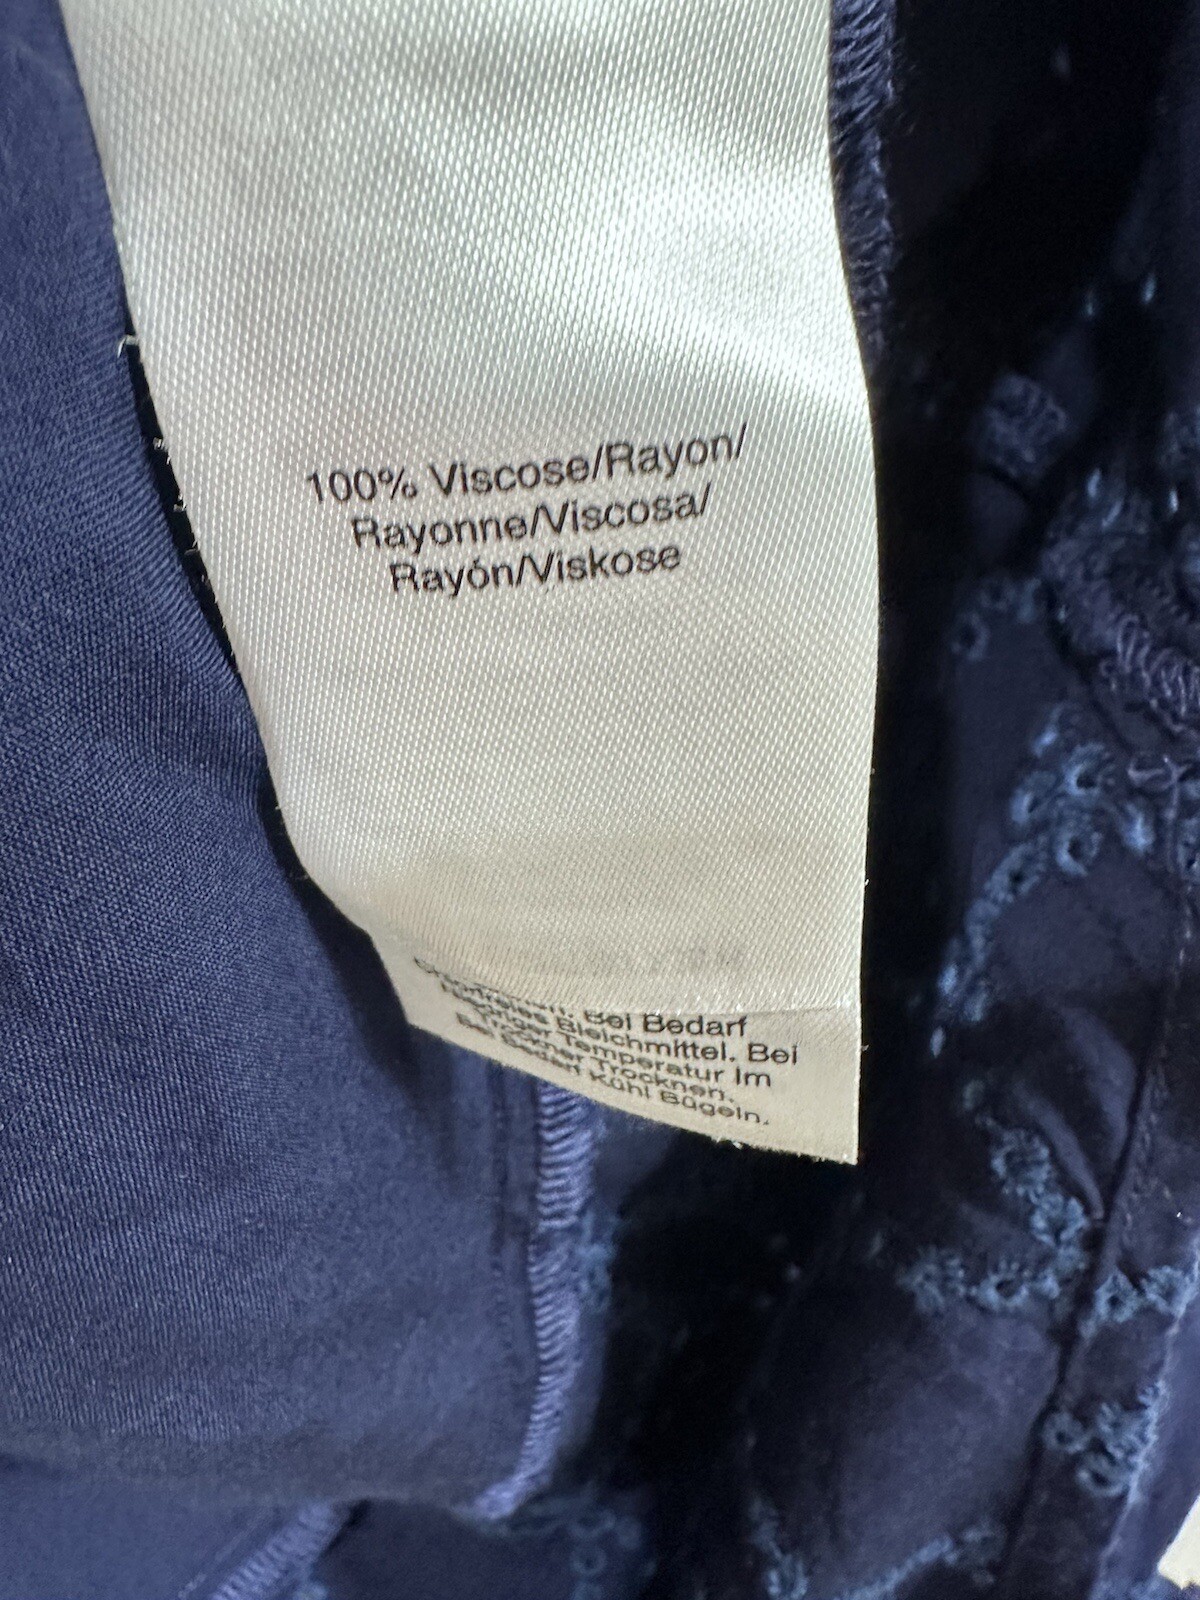 100% Viscose/Rayon/
Rayonne/Viscosa/
Rayón/Viskose
Bei Bedarf
Bleichmittel. Bei
Temperatur Im
Trockner Trocknen.
Bei Bedarf Kühl Bügeln.